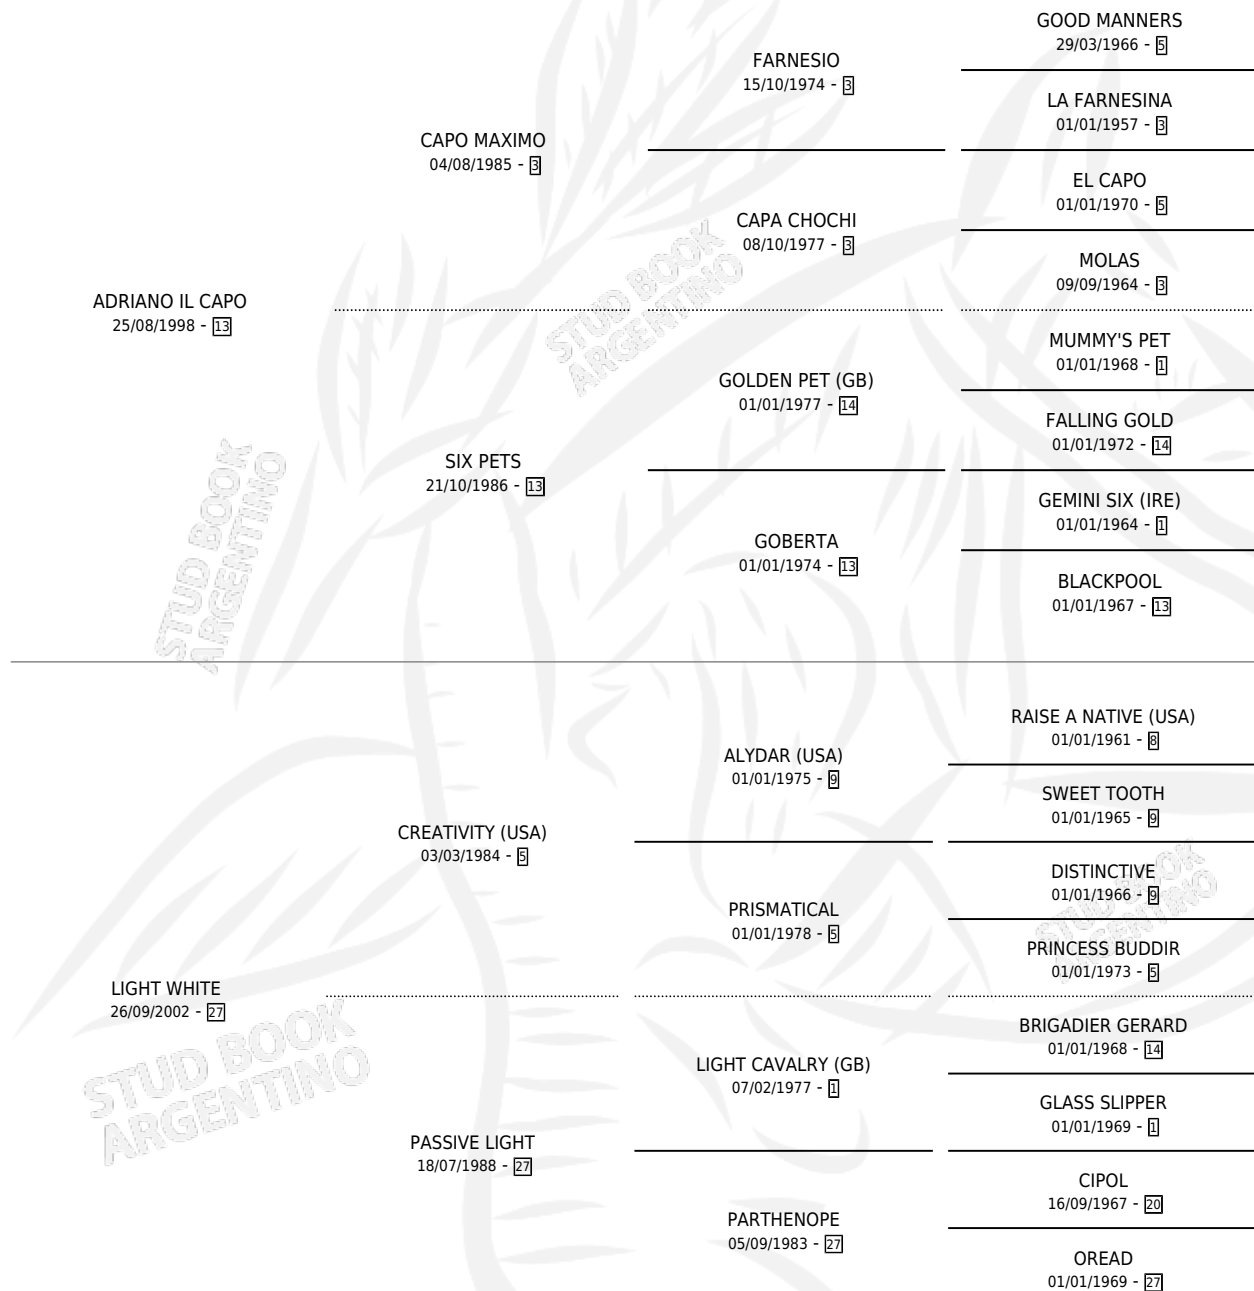 GOOD MANNERS
29/03/1966 - 5
FARNESIO
15/10/1974 - 3
LA FARNESINA
01/01/1957 - 3
CAPO MAXIMO
04/08/1985 - 3
EL CAPO
01/01/1970 - 5
CAPA CHOCHI
08/10/1977 - 3
MOLAS
09/09/1964 - 3
ADRIANO IL CAPO
25/08/1998 - 13
MUMMY'S PET
01/01/1968 - 1
GOLDEN PET (GB)
01/01/1977 - 14
FALLING GOLD
01/01/1972 - 14
SIX PETS
21/10/1986 - 13
GEMINI SIX (IRE)
01/01/1964 - 1
GOBERTA
01/01/1974 - 13
BLACKPOOL
01/01/1967 - 13
STUD BOOK
ARGENTINO
STUD BOOK
ARGENTINO
RAISE A NATIVE (USA)
01/01/1961 - 8
ALYDAR (USA)
01/01/1975 - 9
SWEET TOOTH
01/01/1965 - 9
CREATIVITY (USA)
03/03/1984 - 5
DISTINCTIVE
01/01/1966 - 9
PRISMATICAL
01/01/1978 - 5
PRINCESS BUDDIR
01/01/1973 - 5
LIGHT WHITE
26/09/2002 - 27
BRIGADIER GERARD
01/01/1968 - 14
LIGHT CAVALRY (GB)
07/02/1977 - 1
GLASS SLIPPER
01/01/1969 - 1
PASSIVE LIGHT
18/07/1988 - 27
CIPOL
16/09/1967 - 20
PARTHENOPE
05/09/1983 - 27
OREAD
01/01/1969 - 27
STUD BOOK
ARGENTINO
STUD BOOK
ARGENTINO